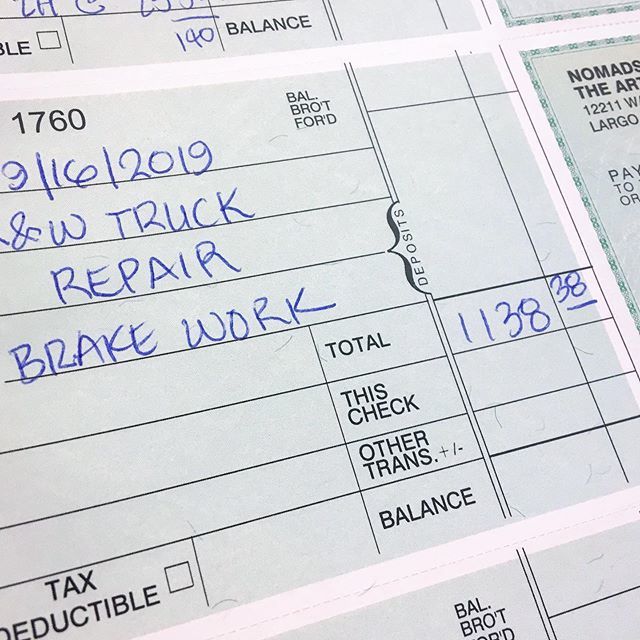 140
BALANCE
1760
BAL.
BRO'T
FOR'D
9/16/2019
&W TRUCK
REPAIR
BRAKE WORK
DEPOSITS
TOTAL
1138 38
THIS
CHECK
OTHER
TRANS. +/-
BALANCE
TAX
DEDUCTIBLE
BAL.
BRO'T
FOR'D
NOMADS
THE AR
12211 W
LARGO
PAY
TO
OR